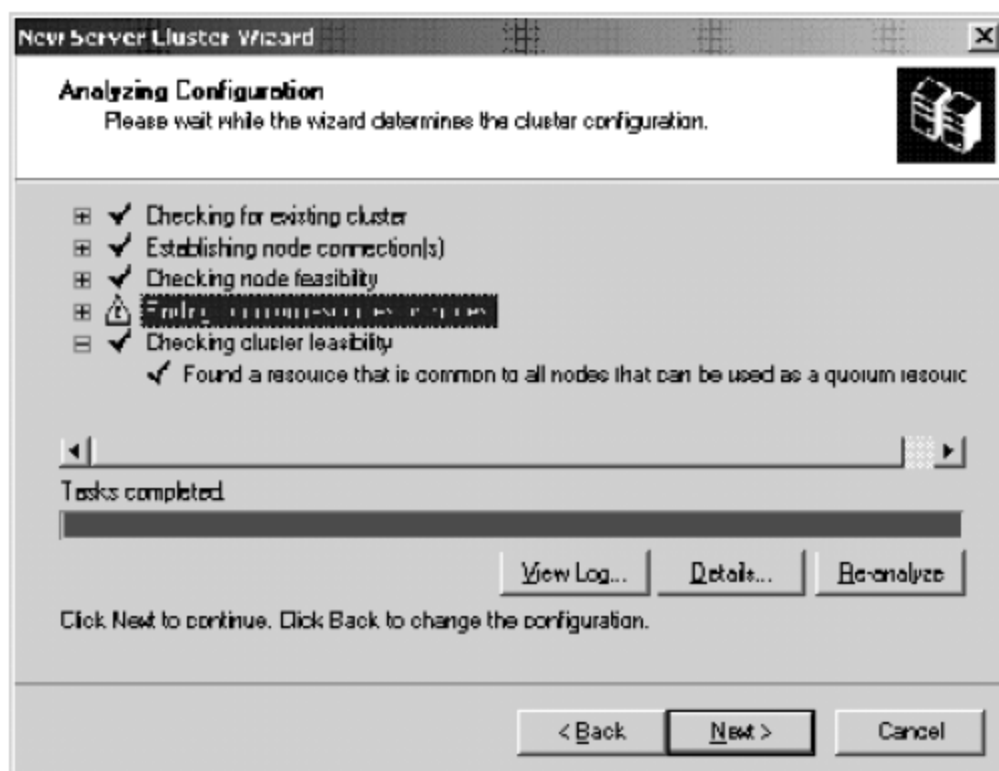 New Server Cluster Wizard
Analyzing Configuration
Please wait while the wizard determines the cluster configuration.
Checking for existing cluster
Establishing node connection(s)
Checking node feasibility
Checking cluster feasibility
Found a resource that is common to all nodes that can be used as a quorum resourc
Tasks completed.
View Log... Details... Re-analyze
Click Next to continue. Click Back to change the configuration.
< Back Next > Cancel